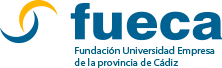 fueca
Fundación Universidad Empresa
de la provincia de Cádiz